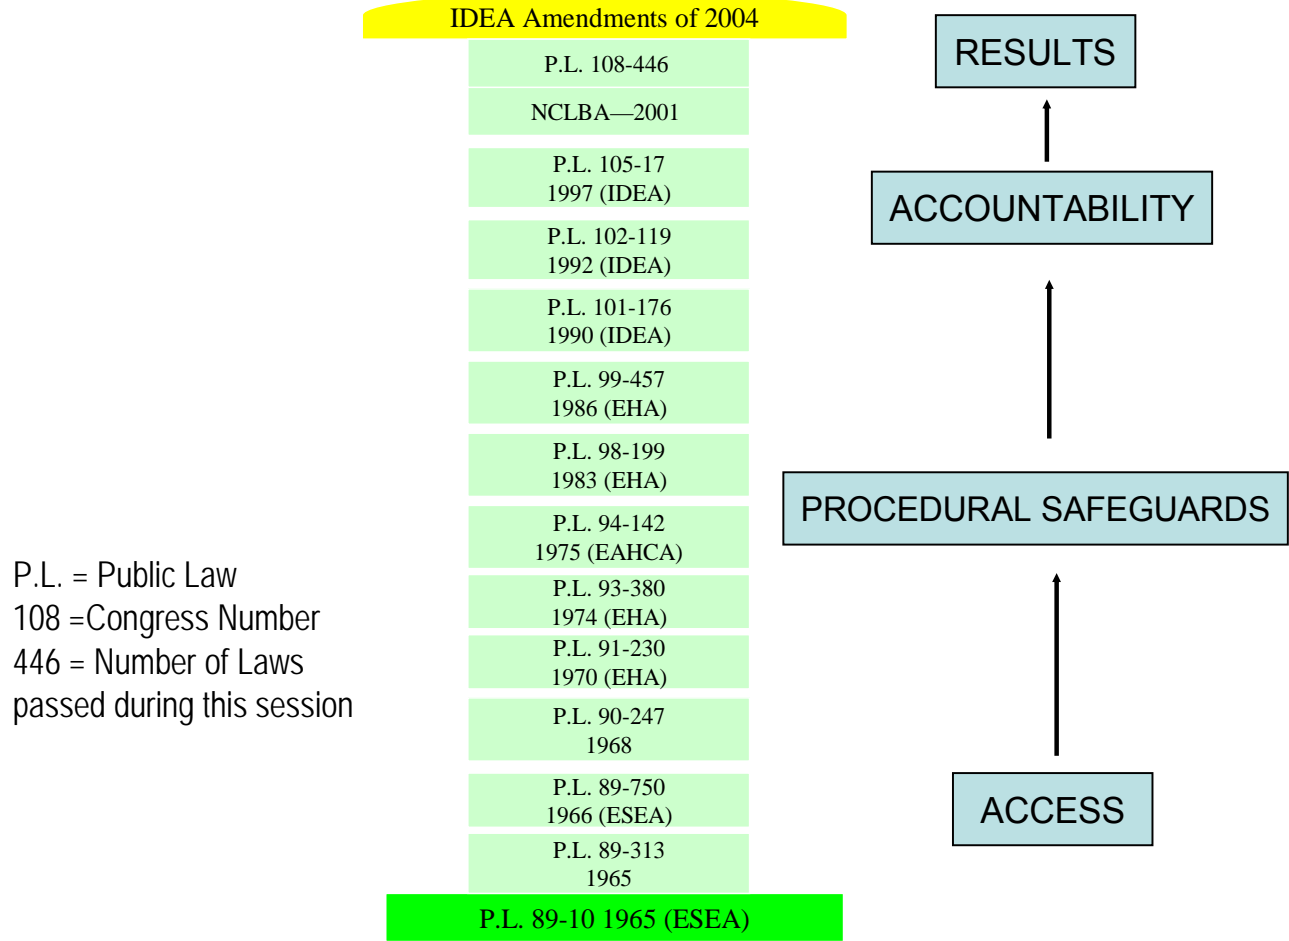 IDEA Amendments of 2004
P.L. 108-446
NCLBA—2001
P.L. 105-17
1997 (IDEA)
P.L. 102-119
1992 (IDEA)
P.L. 101-176
1990 (IDEA)
P.L. 99-457
1986 (EHA)
P.L. 98-199
1983 (EHA)
P.L. 94-142
1975 (EAHCA)
P.L. 93-380
1974 (EHA)
P.L. 91-230
1970 (EHA)
P.L. 90-247
1968
P.L. 89-750
1966 (ESEA)
P.L. 89-313
1965
P.L. 89-10 1965 (ESEA)
RESULTS
ACCOUNTABILITY
PROCEDURAL SAFEGUARDS
ACCESS
P.L. = Public Law
108 =Congress Number
446 = Number of Laws
passed during this session